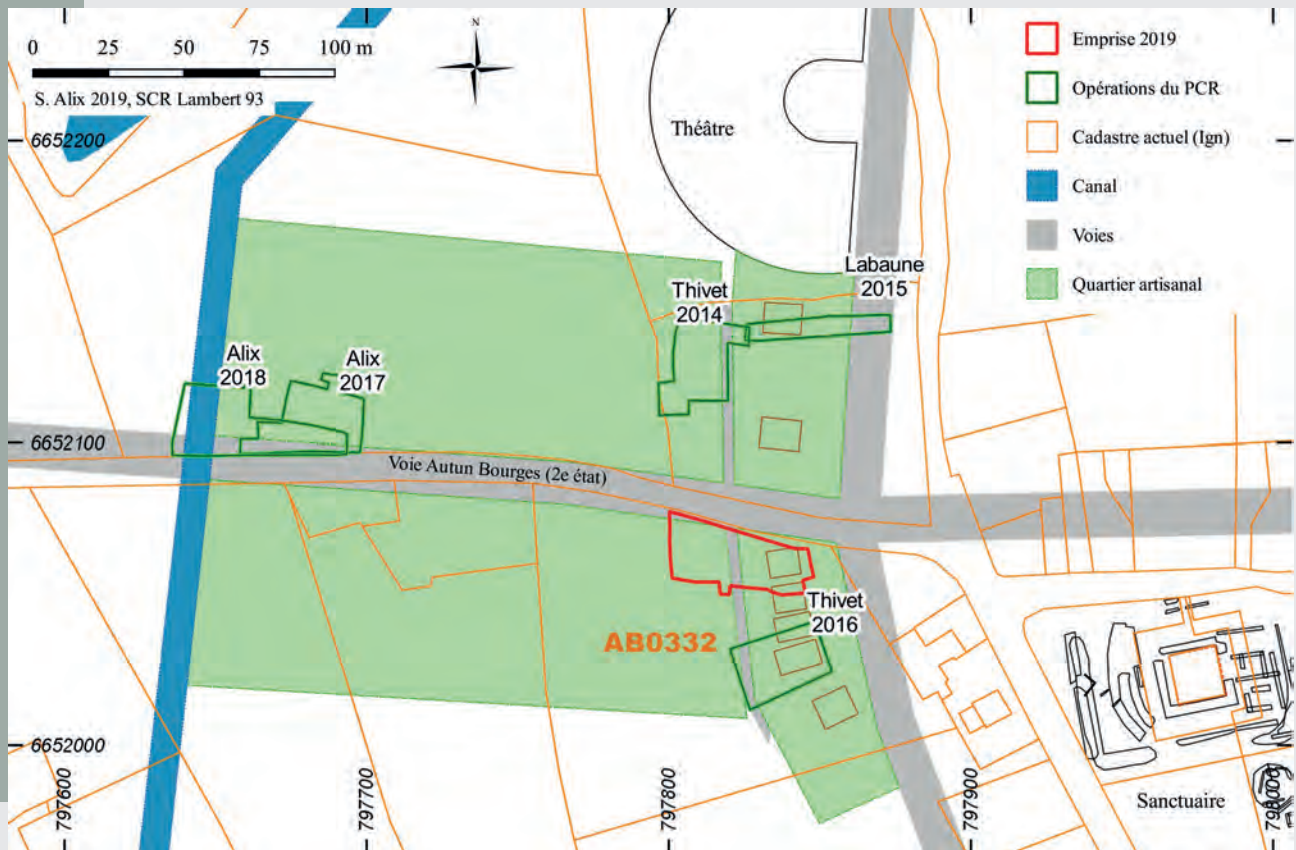 0 25 50 75 100 m
S. Alix 2019, SCR Lambert 93
N
Emprise 2019
Opérations du PCR
Cadastre actuel (Ign)
Canal
Voies
Quartier artisanal
Théâtre
6652200
Labaune
2015
Thivet
2014
Alix
2018
Alix
2017
6652100
Voie Autun Bourges (2e état)
Thivet
2016
AB0332
6652000
Sanctuaire
797600
797700
797800
797900
798000